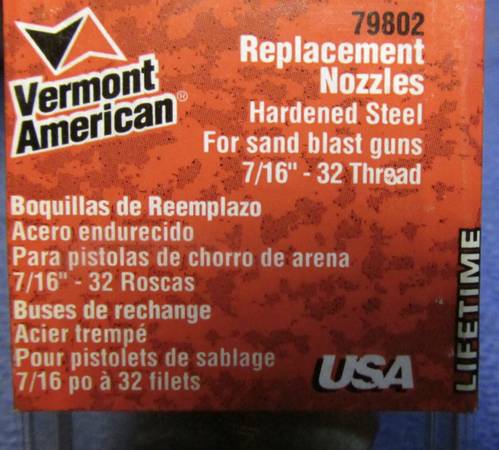 Vermont
American®
79802
Replacement
Nozzles
Hardened Steel
For sand blast guns
7/16" - 32 Thread
Boquillas de Reemplazo
Acero endurecido
Para pistolas de chorro de arena
7/16" - 32 Roscas
Buses de rechange
Acier trempé
Pour pistolets de sablage
7/16 po à 32 filets
USA
LIFETIME